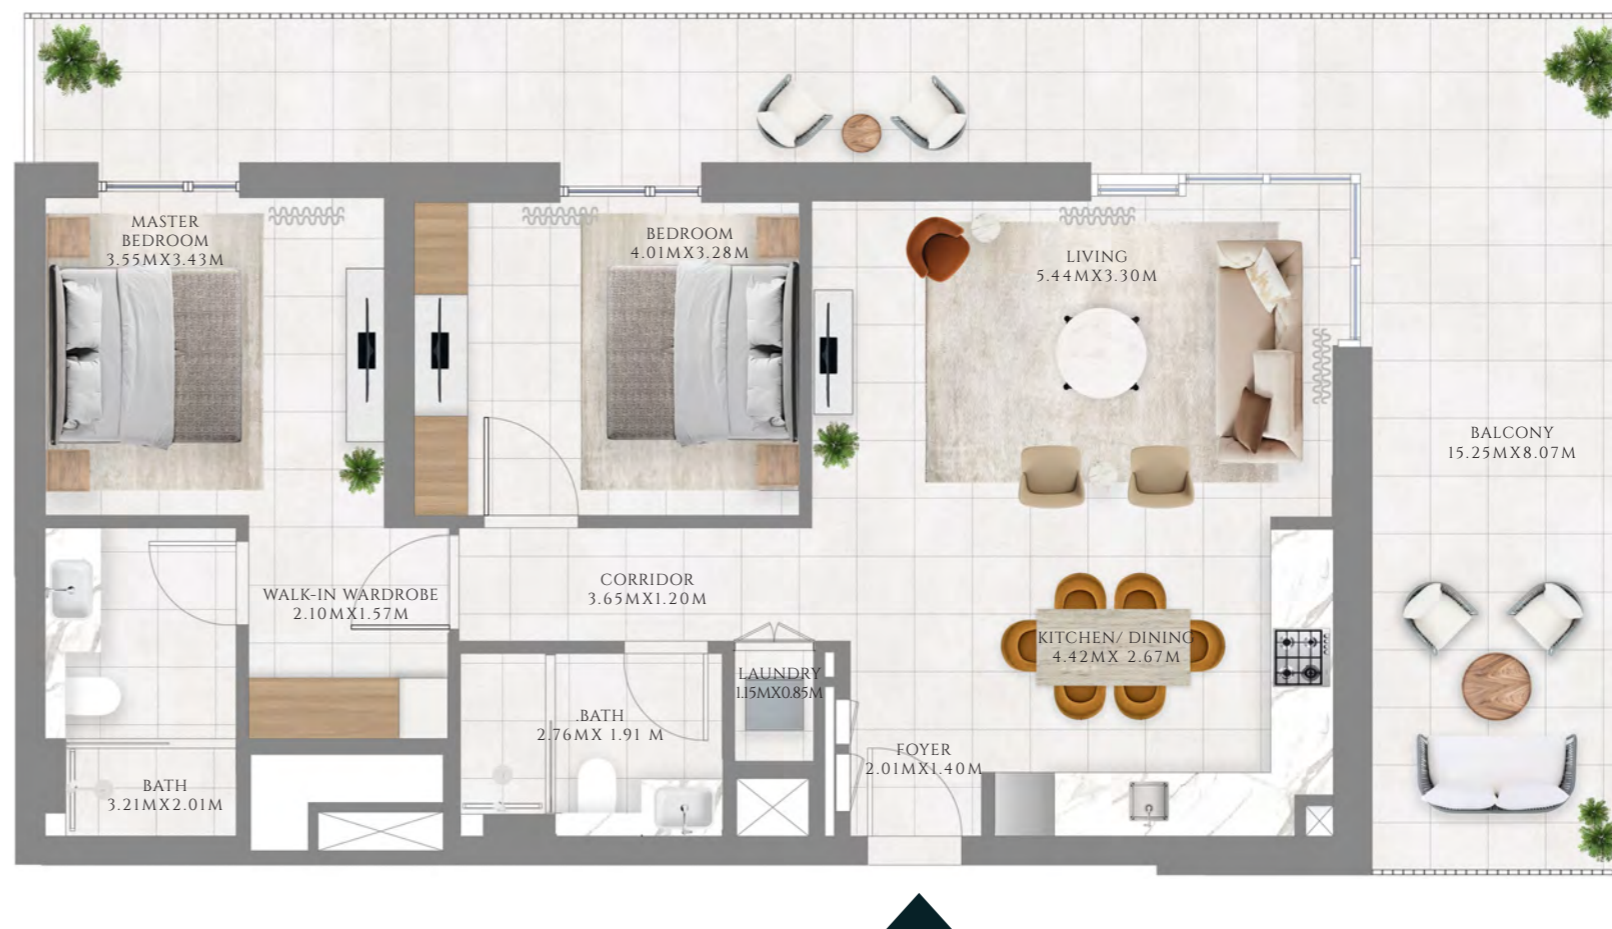 MASTER
BEDROOM
3.55MX3.43M
BEDROOM
4.01MX3.28M
LIVING
5.44MX3.30M
BALCONY
15.25MX8.07M
WALK-IN WARDROBE
2.10MX1.57M
CORRIDOR
3.65MX1.20M
KITCHEN/ DINING
4.42MX 2.67M
LAUNDRY
1.15MX0.85M
BATH
2.76MX 1.91 M
FOYER
2.01MX1.40M
BATH
3.21MX2.01M